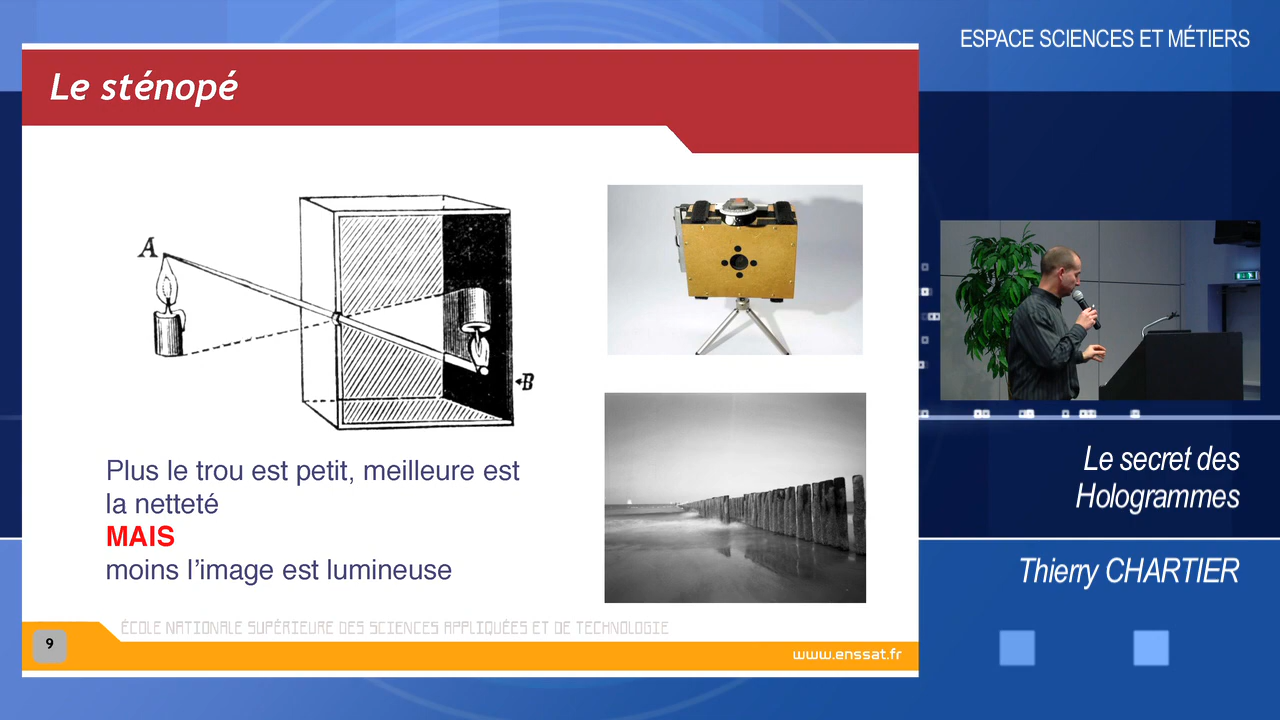 ESPACE SCIENCES ET MÉTIERS
Le sténopé
A
B
Plus le trou est petit, meilleure est
la netteté
MAIS
moins l'image est lumineuse
ÉCOLE NATIONALE SUPÉRIEURE DES SCIENCES APPLIQUÉES ET DE TECHNOLOGIE
9
www.enssat.fr
Le secret des
Hologrammes
Thierry CHARTIER